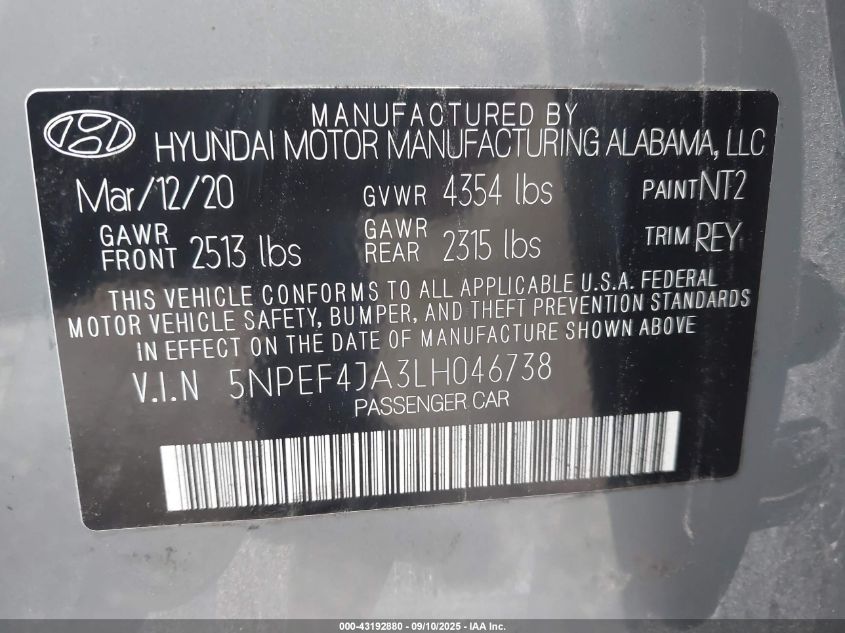 MANUFACTURED BY
HYUNDAI MOTOR MANUFACTURING ALABAMA, LLC
Mar/12/20 GVWR 4354 lbs PAINT NT2
GAWR FRONT 2513 lbs GAWR REAR 2315 lbs TRIM REY
THIS VEHICLE CONFORMS TO ALL APPLICABLE U.S.A. FEDERAL
MOTOR VEHICLE SAFETY, BUMPER, AND THEFT PREVENTION STANDARDS
IN EFFECT ON THE DATE OF MANUFACTURE SHOWN ABOVE
V.I.N 5NPEF4JA3LH046738
PASSENGER CAR
000-43192880 - 09/10/2025 - IAA Inc.